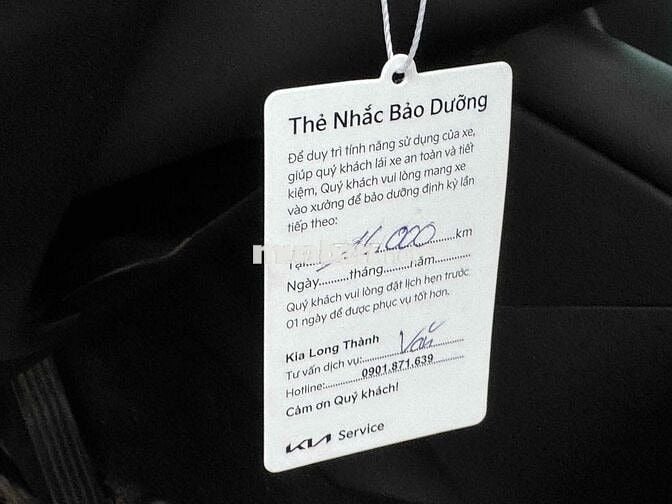 Thẻ Nhắc Bảo Dưỡng
Để duy trì tính năng sử dụng của xe,
giúp quý khách lái xe an toàn và tiết
kiệm, Quý khách vui lòng mang xe
vào xưởng để bảo dưỡng định kỳ lần
tiếp theo:
Tại..................km
Ngày..........tháng.........năm............
Quý khách vui lòng đặt lịch hẹn trước
01 ngày để được phục vụ tốt hơn.
Kia Long Thành
Tư vấn dịch vụ:..........
Hotline:..........0901.871.639
Cảm ơn Quý khách!
KIA Service